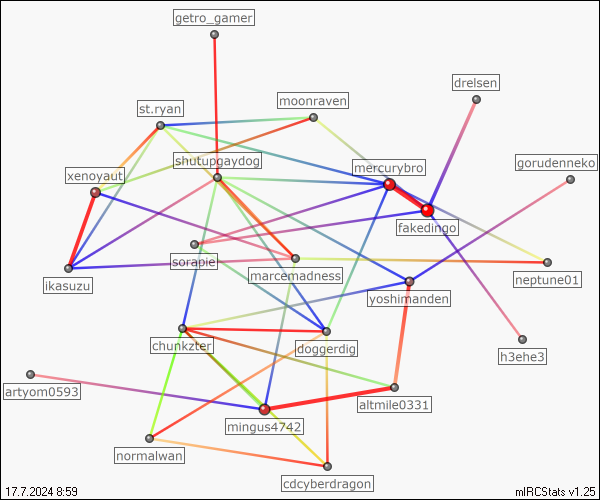 getro_gamer
drelsen
moonraven
st.ryan
shutupgaydog
mercurybro
gorudenneko
xenoyaut
fakedingo
sorapie
marcemadness
neptune01
ikasuzu
yoshimanden
chunkzter
doggerdig
h3ehe3
artyom0593
altmile0331
mingus4742
normalwan
cdcyberdragon
17.7.2024 8:59
mIRCStats v1.25